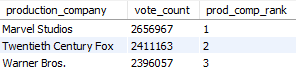 production_company vote_count prod_comp_rank
Marvel Studios 2656967 1
Twentieth Century Fox 2411163 2
Warner Bros. 2396057 3